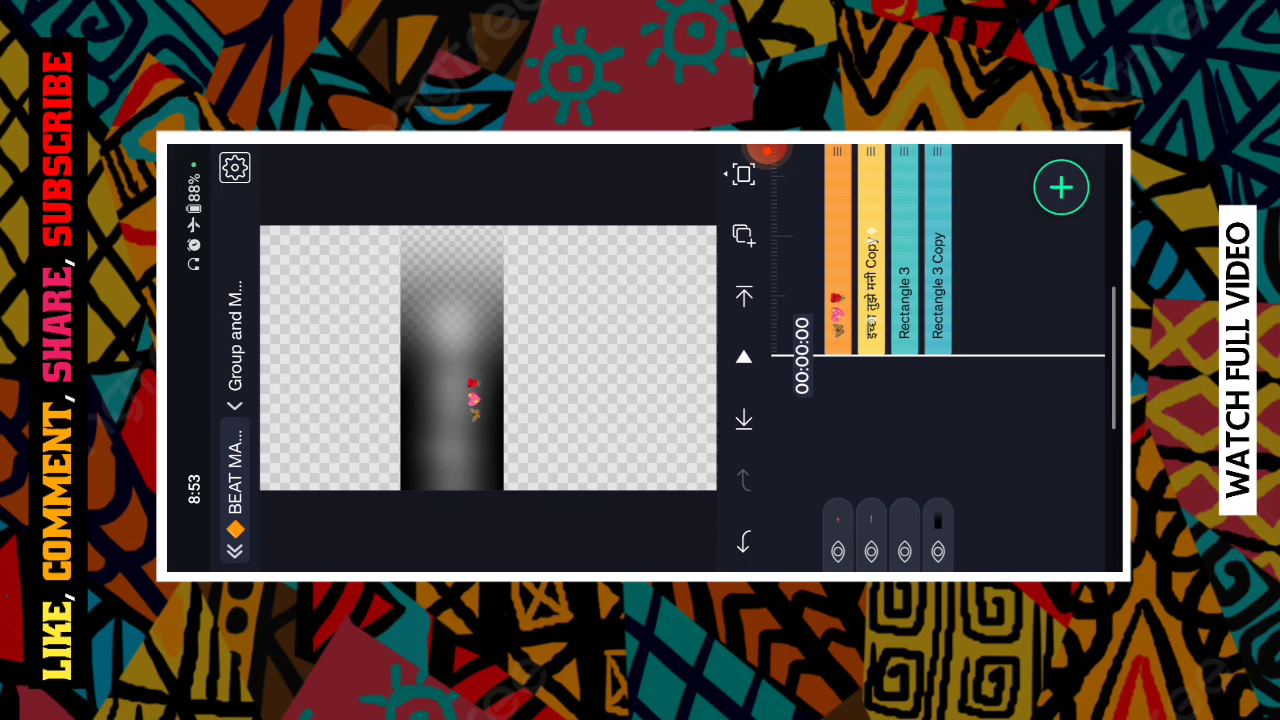 LIKE, COMMENT, SHARE, SUBSCRIBE
8:53
88%
BEAT MA...
Group and M...
00:00:00
इच्छा तुझे मनी Copy
Rectangle 3
Rectangle 3 Copy
WATCH FULL VIDEO